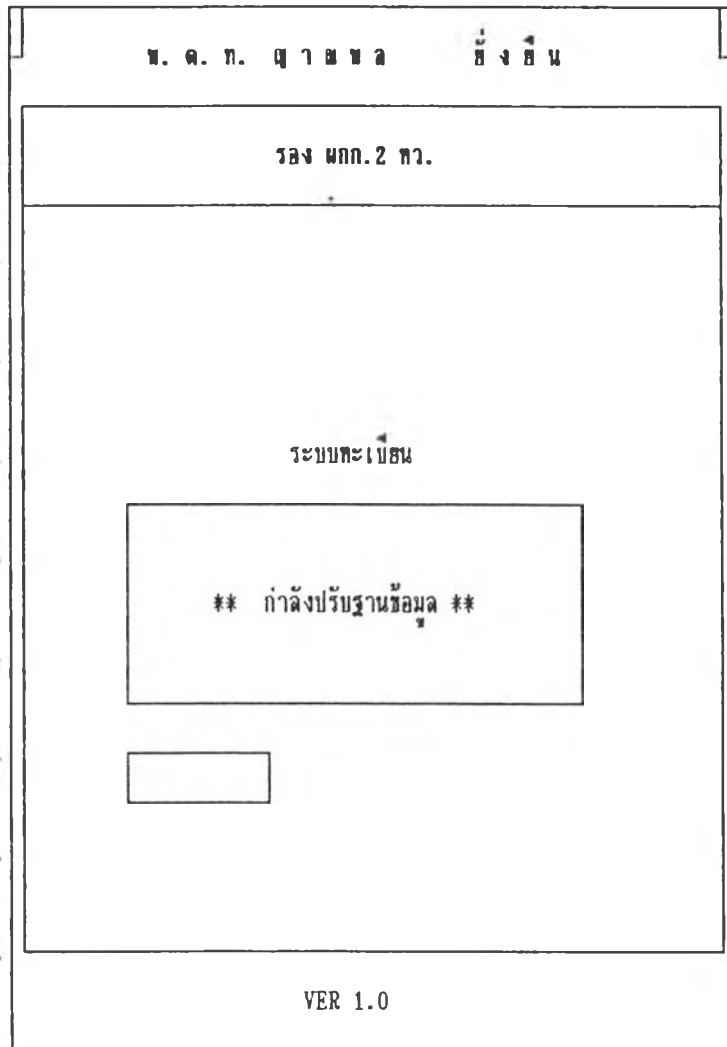 พ. ต. ท. ญ า ณ พ ล ยั่ ง ยื น
รอง ผกก.2 ทว.
ระบบทะเบียน
** กำลังปรับฐานข้อมูล **
VER 1.0